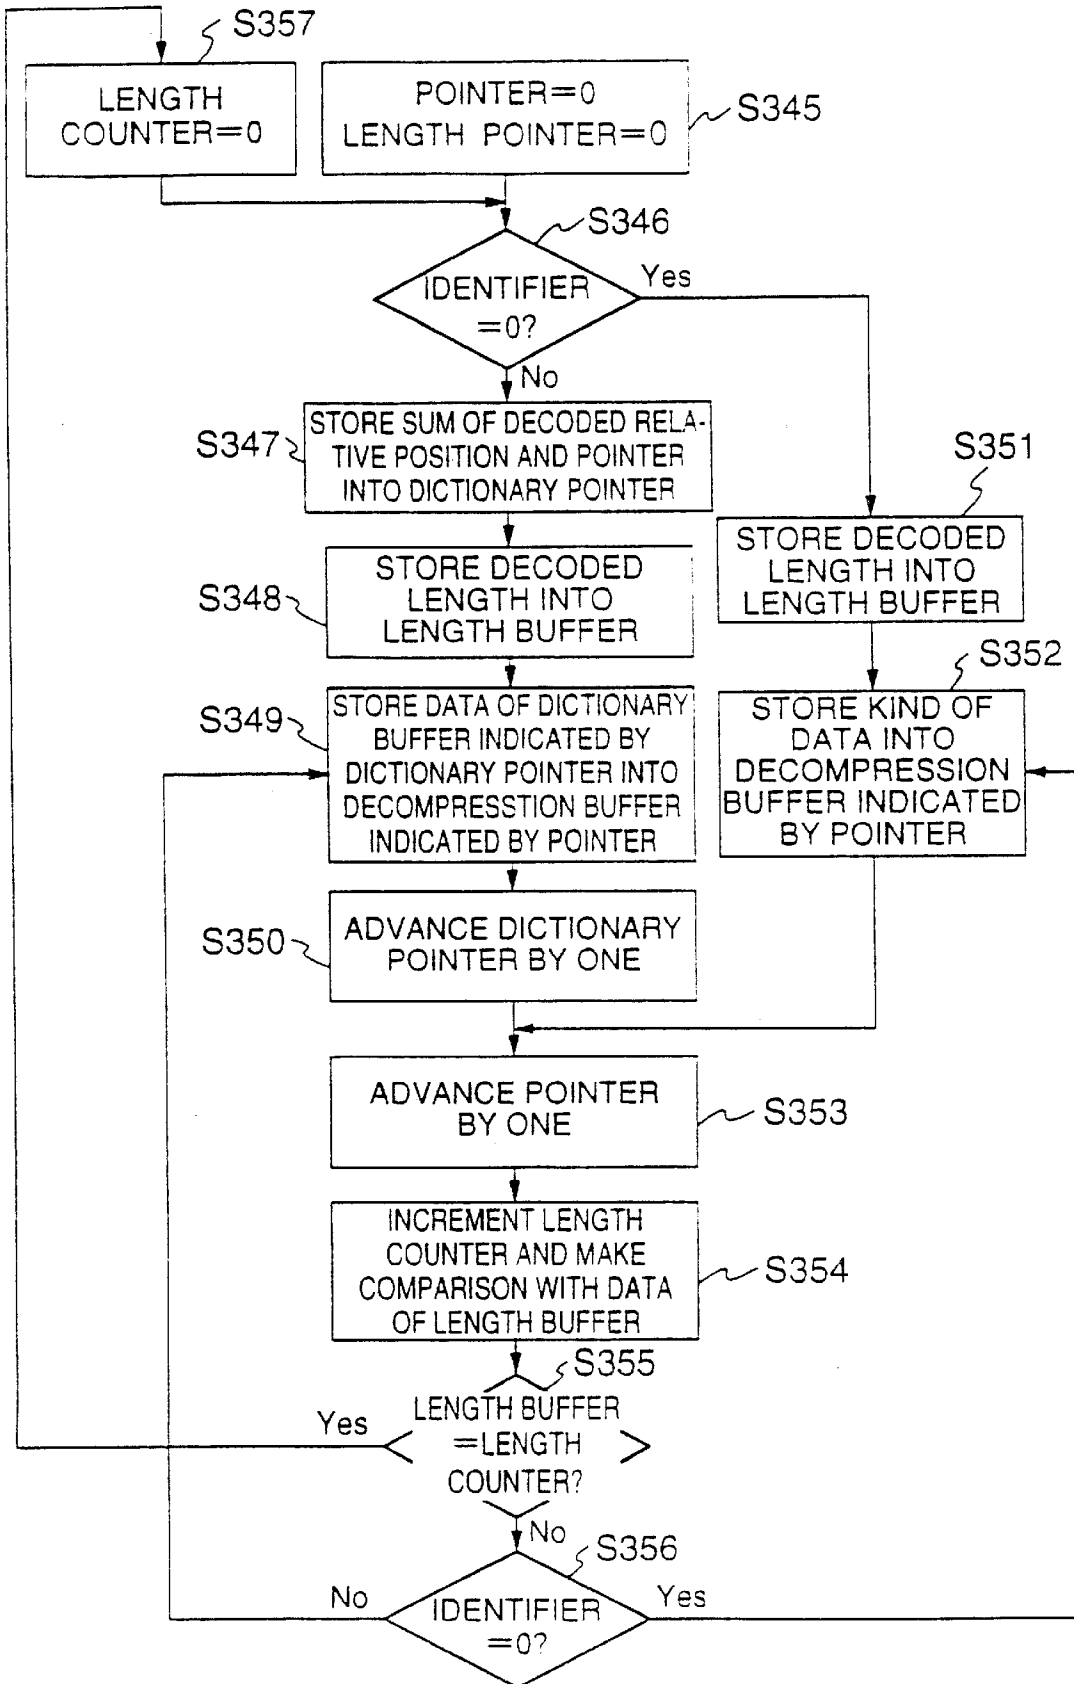 S357
LENGTH
COUNTER=0
POINTER=0
LENGTH POINTER=0
S345
S346
IDENTIFIER
=0?
Yes
No
S347
STORE SUM OF DECODED RELA-
TIVE POSITION AND POINTER
INTO DICTIONARY POINTER
S351
STORE DECODED
LENGTH INTO
LENGTH BUFFER
S348
STORE DECODED
LENGTH INTO
LENGTH BUFFER
S352
STORE KIND OF
DATA INTO
DECOMPRESSION
BUFFER INDICATED
BY POINTER
S349
STORE DATA OF DICTIONARY
BUFFER INDICATED BY
DICTIONARY POINTER INTO
DECOMPRESSTION BUFFER
INDICATED BY POINTER
S350
ADVANCE DICTIONARY
POINTER BY ONE
ADVANCE POINTER
BY ONE
S353
INCREMENT LENGTH
COUNTER AND MAKE
COMPARISON WITH DATA
OF LENGTH BUFFER
S354
S355
LENGTH BUFFER
=LENGTH
COUNTER?
Yes
No
S356
IDENTIFIER
=0?
No
Yes